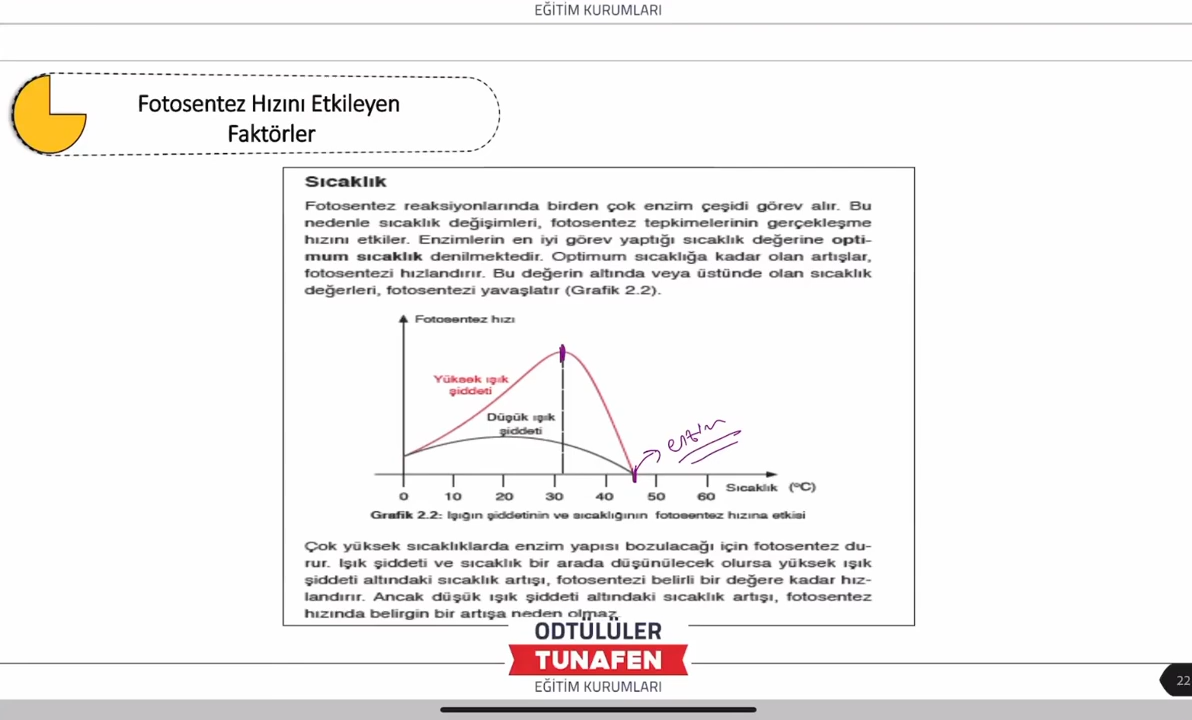 EĞİTİM KURUMLARI
Fotosentez Hızını Etkileyen
Faktörler
Sıcaklık
Fotosentez reaksiyonlarında birden çok enzim çeşidi görev alır. Bu
nedenle sıcaklık değişimleri, fotosentez tepkimelerinin gerçekleşme
hızını etkiler. Enzimlerin en iyi görev yaptığı sıcaklık değerine opti-
mum sıcaklık denilmektedir. Optimum sıcaklığa kadar olan artışlar,
fotosentezi hızlandırır. Bu değerin altında veya üstünde olan sıcaklık
değerleri, fotosentezi yavaşlatır (Grafik 2.2).
Fotosentez hızı
Yüksek ışık
şiddeti
Düşük ışık
şiddeti
enzim
0 10 20 30 40 50 60
Sıcaklık (°C)
Grafik 2.2: Işığın şiddetinin ve sıcaklığının fotosentez hızına etkisi
Çok yüksek sıcaklıklarda enzim yapısı bozulacağı için fotosentez du-
rur. Işık şiddeti ve sıcaklık bir arada düşünülecek olursa yüksek ışık
şiddeti altındaki sıcaklık artışı, fotosentezi belirli bir değere kadar hız-
landırır. Ancak düşük ışık şiddeti altındaki sıcaklık artışı, fotosentez
hızında belirgin bir artışa neden olmaz.
ODTÜLÜLER
TUNAFEN
EĞİTİM KURUMLARI
22